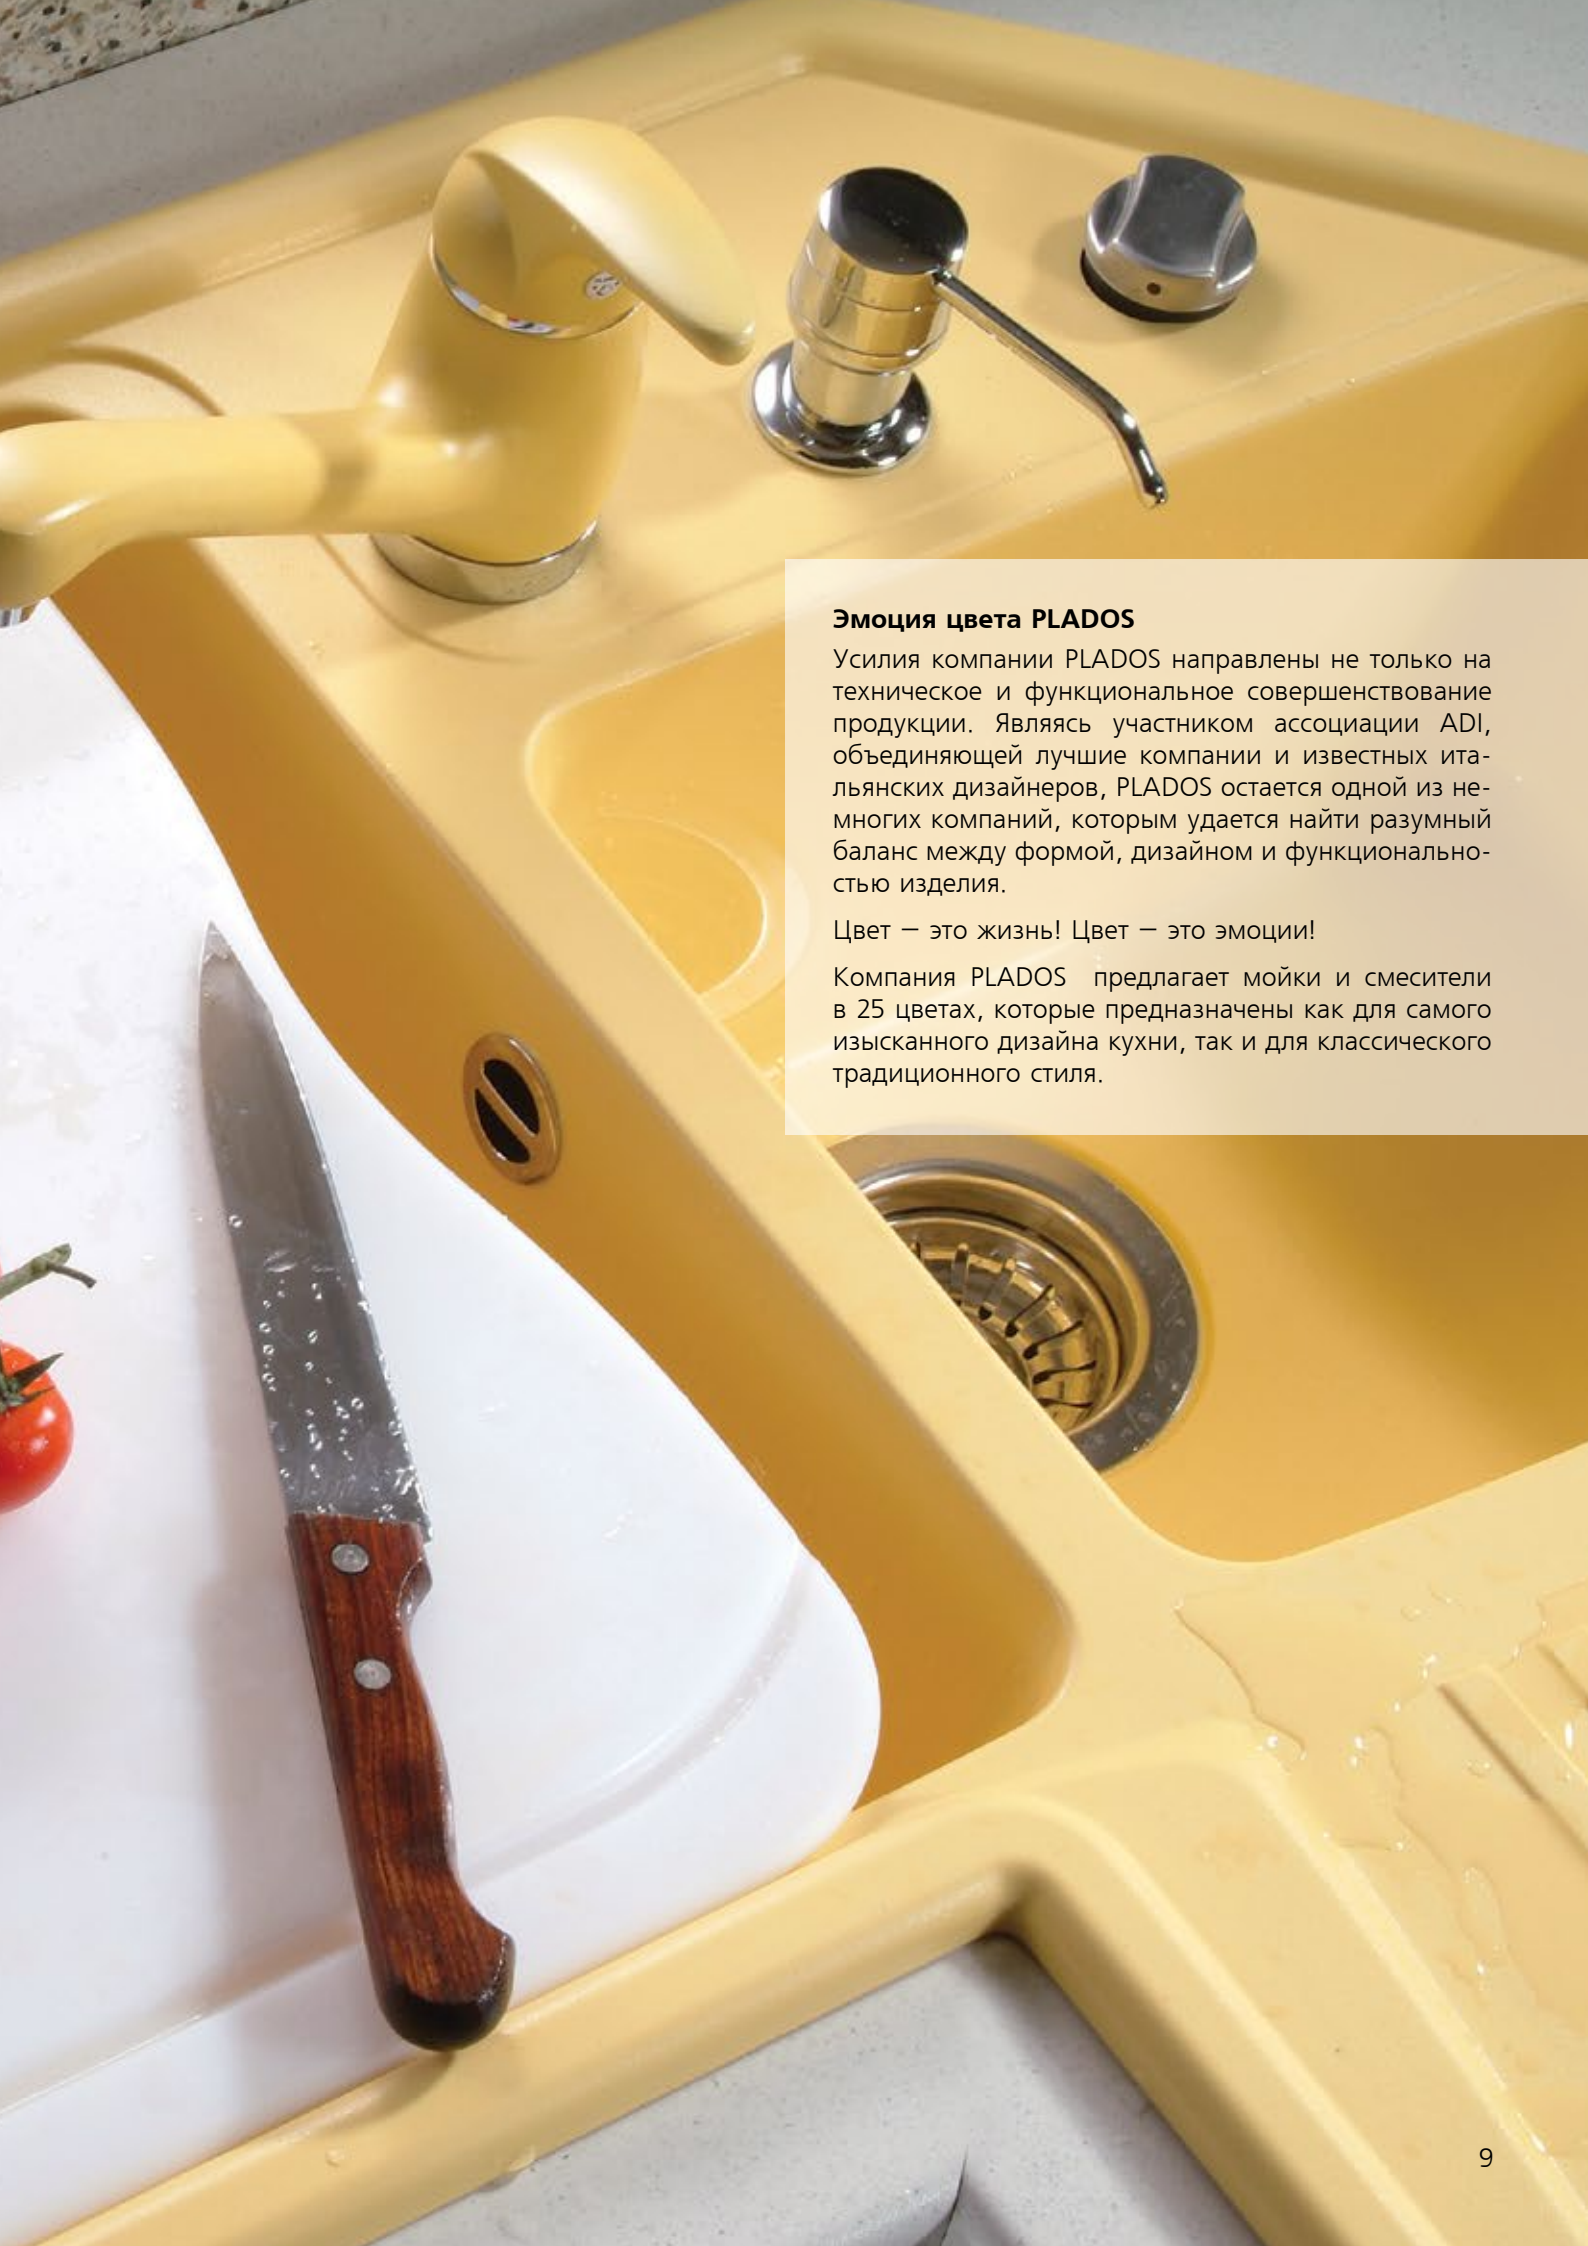 Эмоция цвета PLADOS
Усилия компании PLADOS направлены не только на
техническое и функциональное совершенствование
продукции. Являясь участником ассоциации ADI,
объединяющей лучшие компании и известных ита-
льянских дизайнеров, PLADOS остается одной из не-
многих компаний, которым удается найти разумный
баланс между формой, дизайном и функционально-
стью изделия.
Цвет – это жизнь! Цвет – это эмоции!
Компания PLADOS  предлагает мойки и смесители
в 25 цветах, которые предназначены как для самого
изысканного дизайна кухни, так и для классического
традиционного стиля.
9